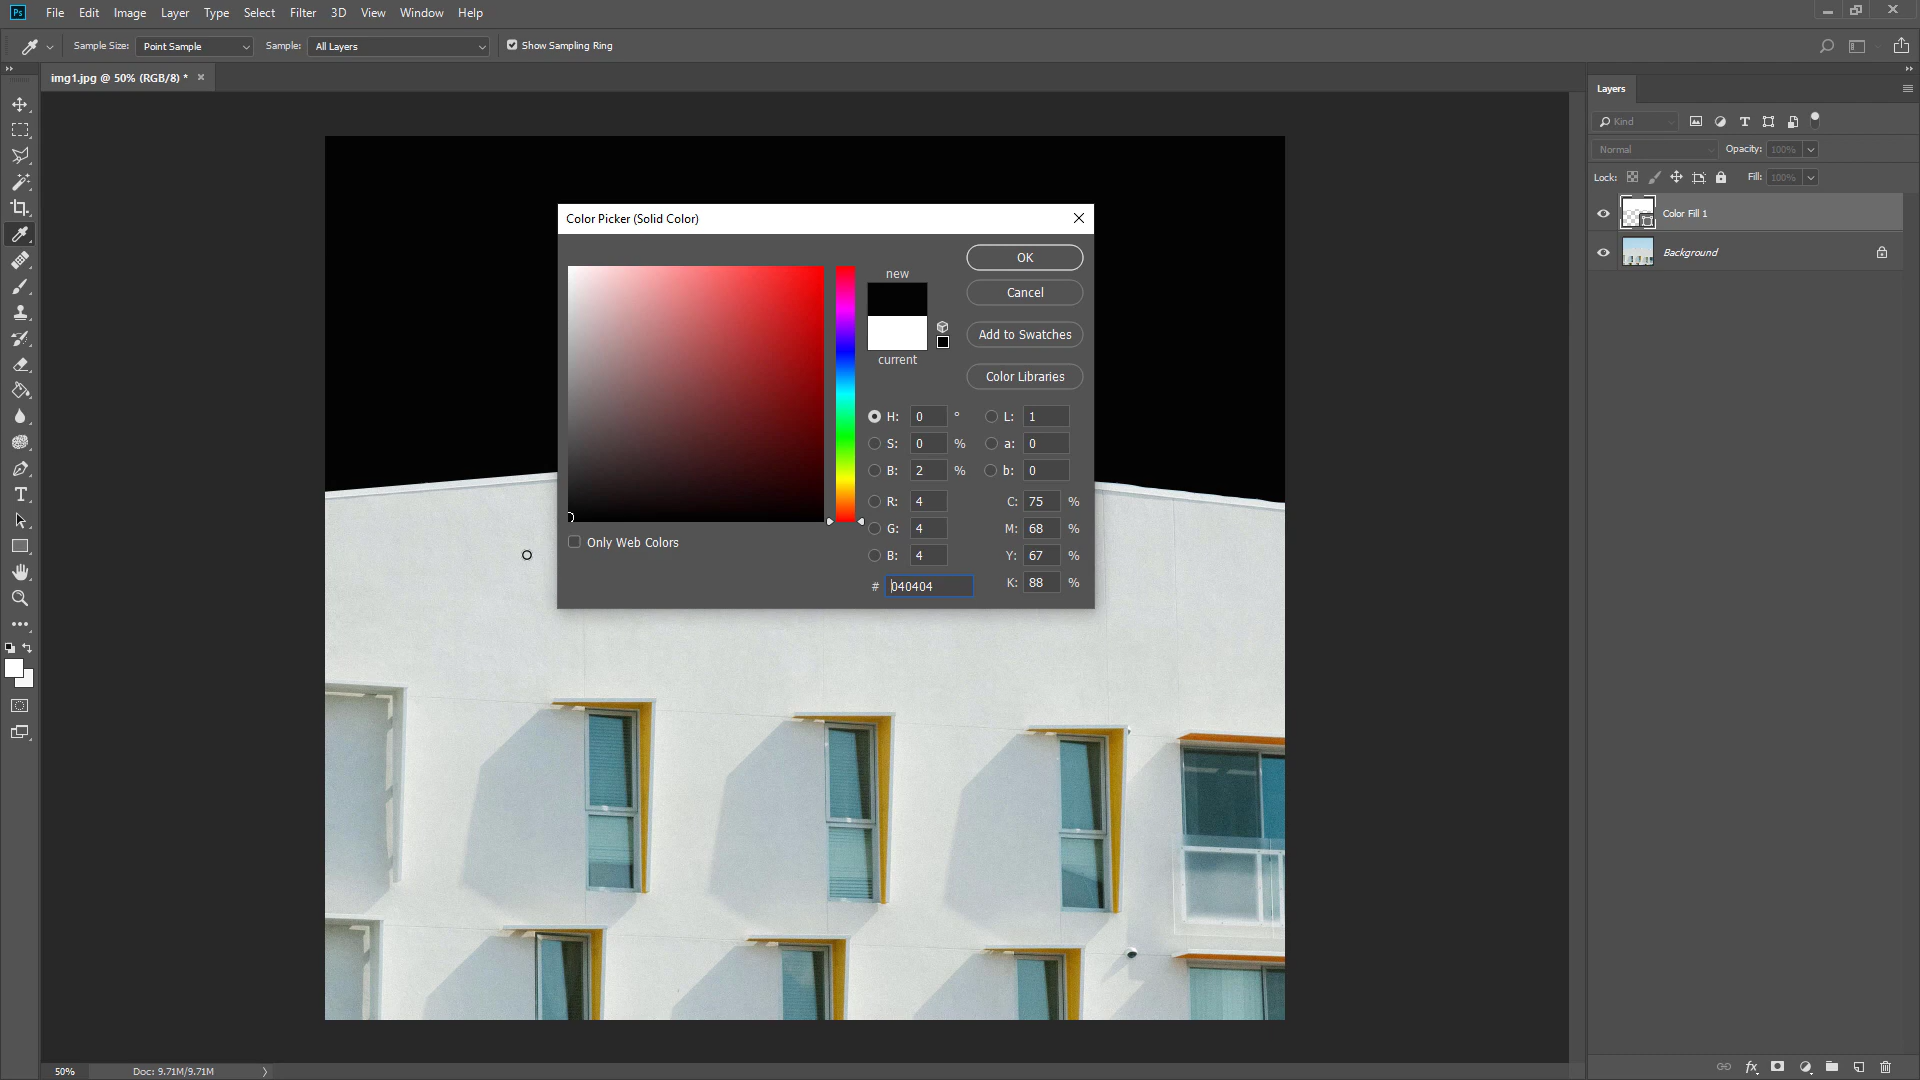 Ps File Edit Image Layer Type Select Filter 3D View Window Help
Sample Size: Point Sample Sample: All Layers Show Sampling Ring
img1.jpg @ 50% (RGB/8) *
Layers
Kind
Normal Opacity: 100%
Lock: Fill: 100%
Color Fill 1
Background
Color Picker (Solid Color)
new
current
OK
Cancel
Add to Swatches
Color Libraries
H: 0 ° L: 1
S: 0 % a: 0
B: 2 % b: 0
R: 4 C: 75 %
G: 4 M: 68 %
B: 4 Y: 67 %
# 040404 K: 88 %
Only Web Colors
50% Doc: 9.71M/9.71M